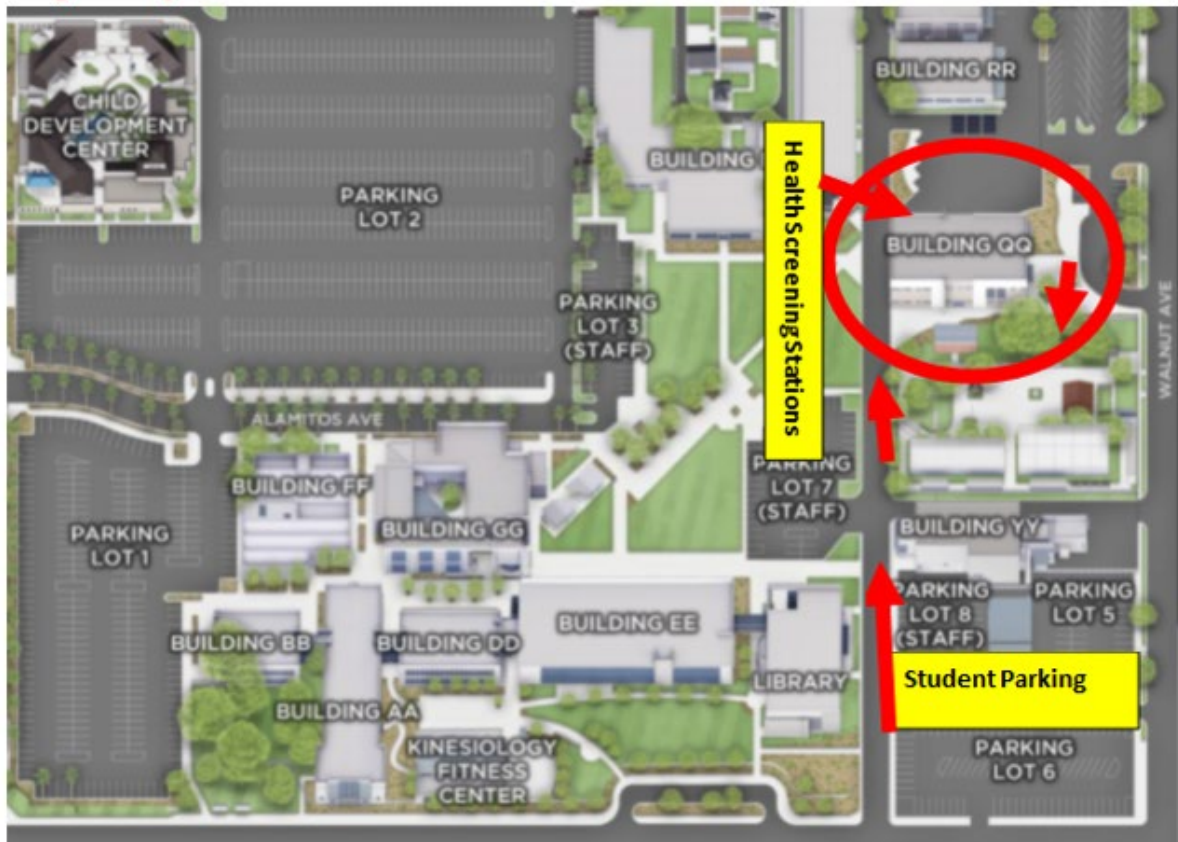 CHILD
DEVELOPMENT
CENTER
PARKING
LOT 2
BUILDING
BUILDING RR
Health Screening Stations
BUILDING QQ
PARKING
LOT 3
(STAFF)
WALNUT AVE
ALAMITOS AVE
BUILDING FF
BUILDING GG
PARKING
LOT 7
(STAFF)
PARKING
LOT 1
BUILDING YY
PARKING
LOT 8
(STAFF)
PARKING
LOT 5
BUILDING BB
BUILDING DD
BUILDING EE
LIBRARY
Student Parking
BUILDING AA
KINESIOLOGY
FITNESS
CENTER
PARKING
LOT 6